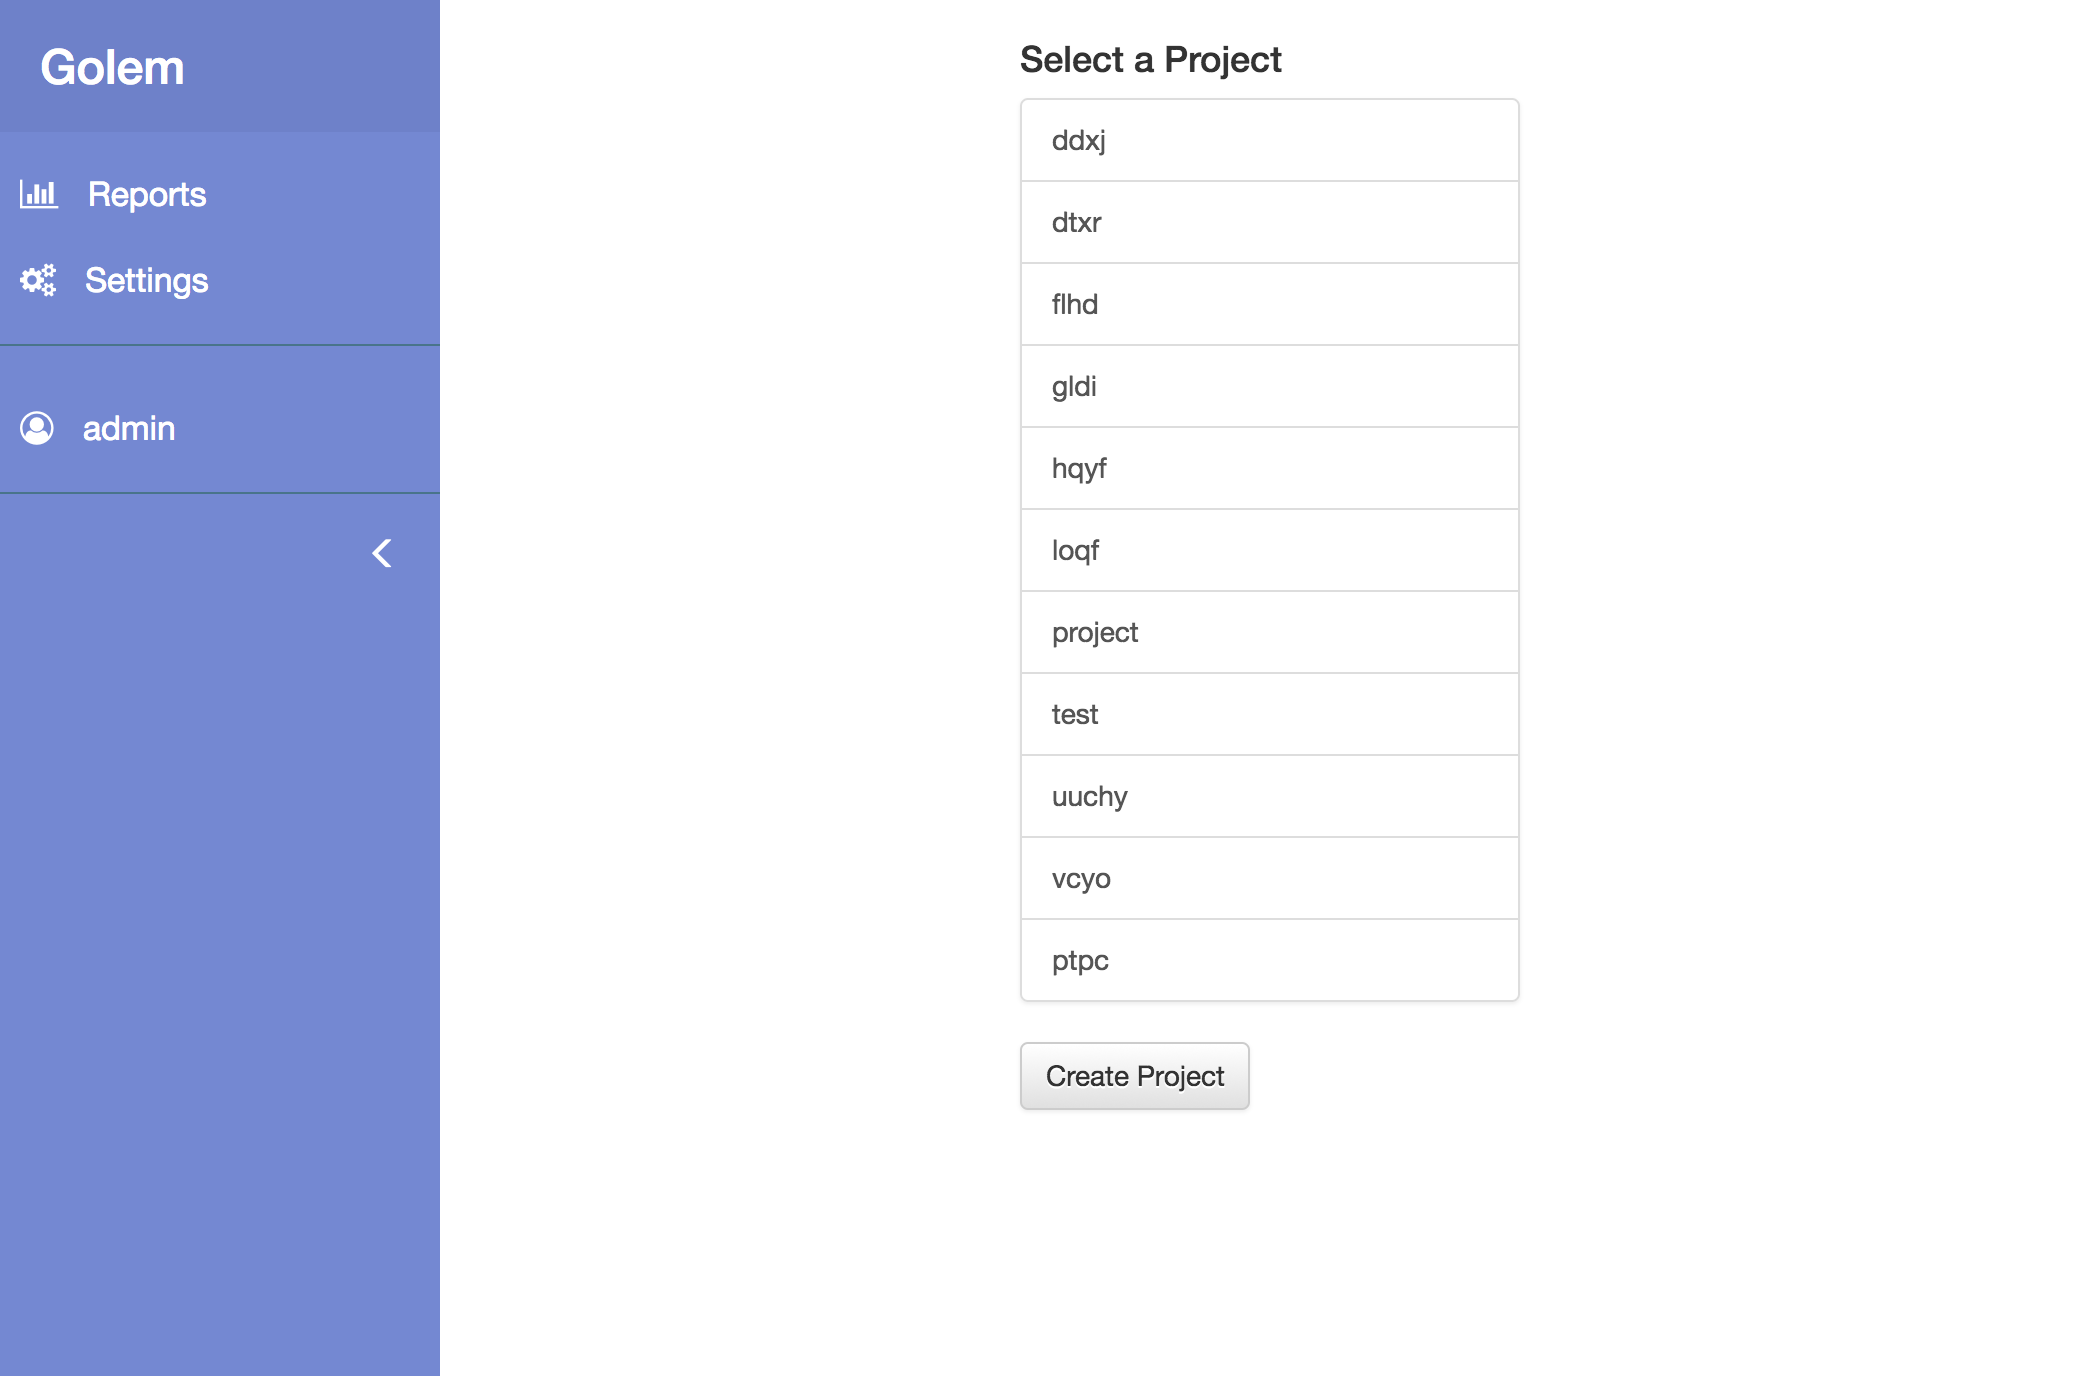 Golem
Reports
Settings
admin
Select a Project
ddxj
dtxr
flhd
gldi
hqyf
loqf
project
test
uuchy
vcyo
ptpc
Create Project